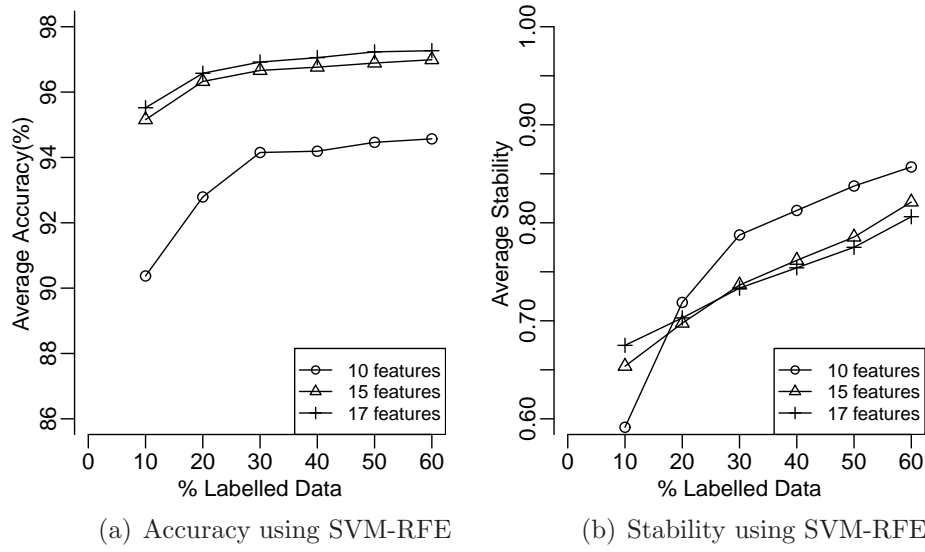 98
96
94
92
90
88
86
Average Accuracy(%)
0 10 20 30 40 50 60
% Labelled Data
10 features
15 features
17 features
(a) Accuracy using SVM-RFE
1.00
0.90
0.80
0.70
0.60
Average Stability
0 10 20 30 40 50 60
% Labelled Data
10 features
15 features
17 features
(b) Stability using SVM-RFE